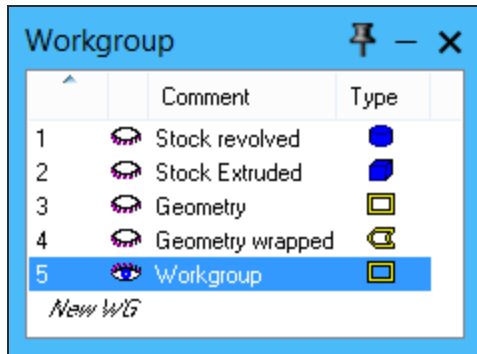 Workgroup
Comment Type
1 Stock revolved
2 Stock Extruded
3 Geometry
4 Geometry wrapped
5 Workgroup
New WG